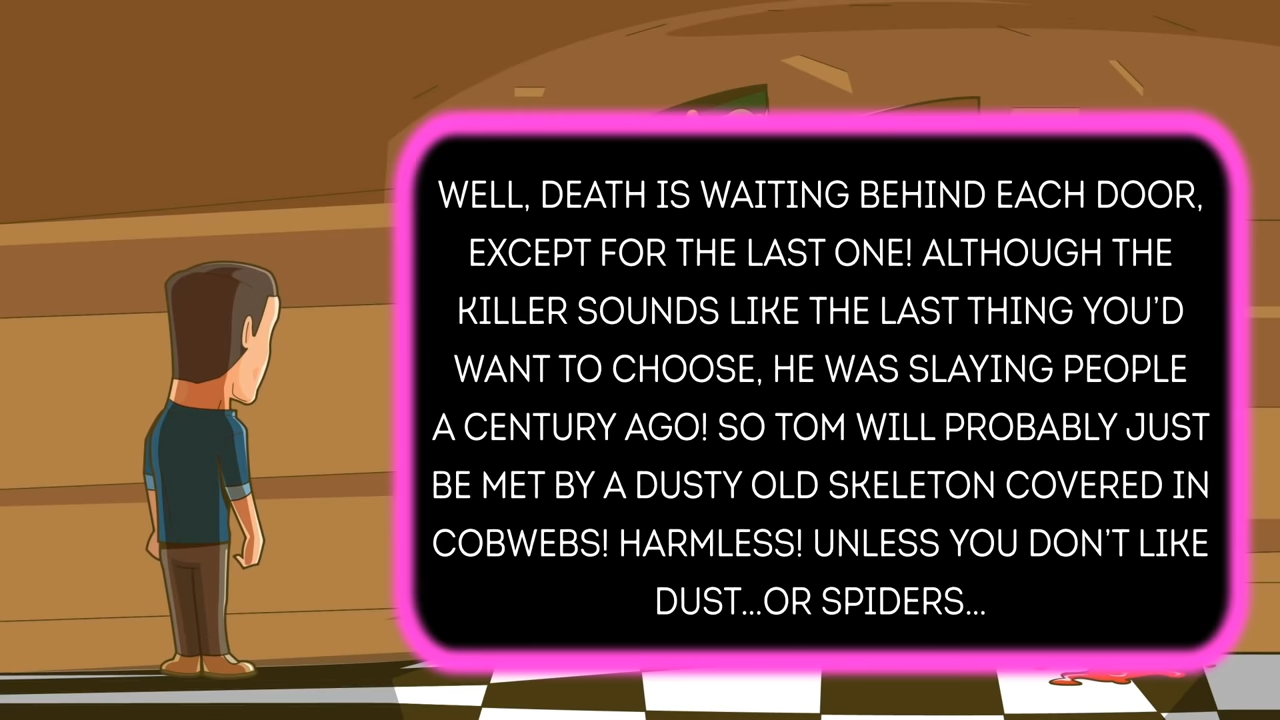 WELL, DEATH IS WAITING BEHIND EACH DOOR,
EXCEPT FOR THE LAST ONE! ALTHOUGH THE
KILLER SOUNDS LIKE THE LAST THING YOU'D
WANT TO CHOOSE, HE WAS SLAYING PEOPLE
A CENTURY AGO! SO TOM WILL PROBABLY JUST
BE MET BY A DUSTY OLD SKELETON COVERED IN
COBWEBS! HARMLESS! UNLESS YOU DON'T LIKE
DUST...OR SPIDERS...